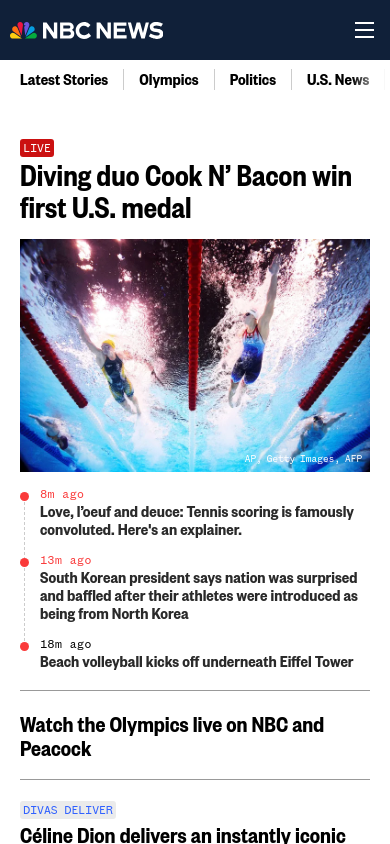 NBC NEWS
Latest Stories
Olympics
Politics
U.S. News
LIVE
Diving duo Cook N’ Bacon win
first U.S. medal
AP, Getty Images, AFP
8m ago
Love, l’oeuf and deuce: Tennis scoring is famously
convoluted. Here's an explainer.
13m ago
South Korean president says nation was surprised
and baffled after their athletes were introduced as
being from North Korea
18m ago
Beach volleyball kicks off underneath Eiffel Tower
Watch the Olympics live on NBC and
Peacock
DIVAS DELIVER
Céline Dion delivers an instantly iconic